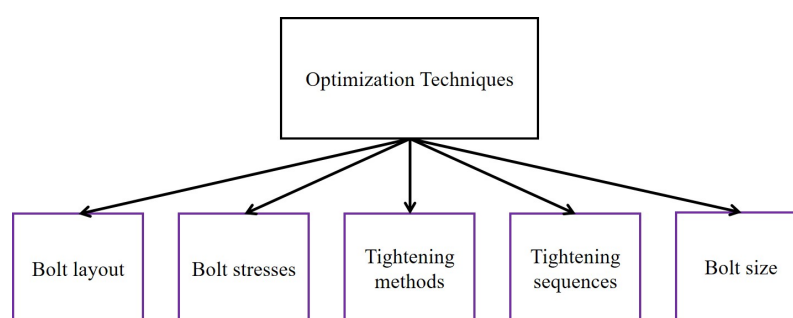 Optimization Techniques
Bolt layout
Bolt stresses
Tightening
methods
Tightening
sequences
Bolt size